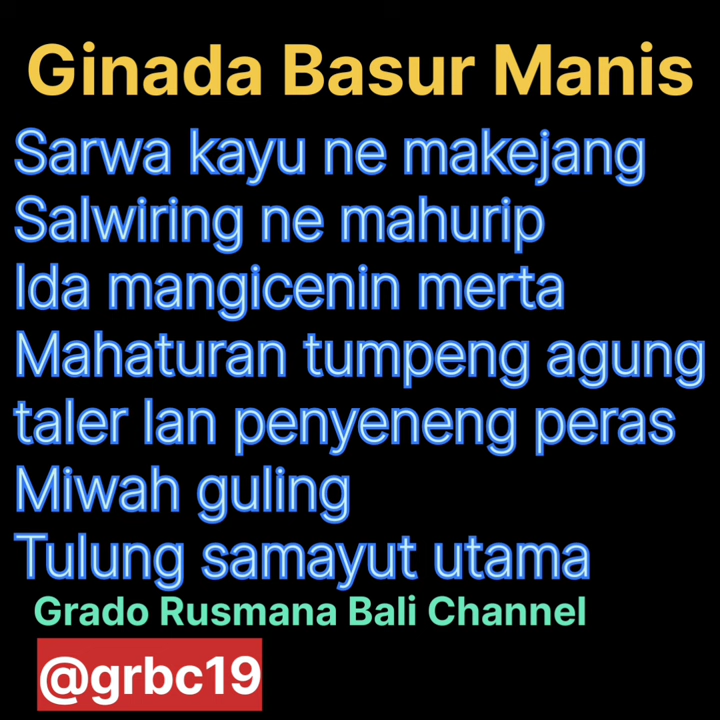 Ginada Basur Manis
Sarwa kayu ne makejang
Salwiring ne mahurip
Ida mangicenin merta
Mahaturan tumpeng agung
taler lan penyeneng peras
Miwah guling
Tulung samayut utama
Grado Rusmana Bali Channel
@grbc19